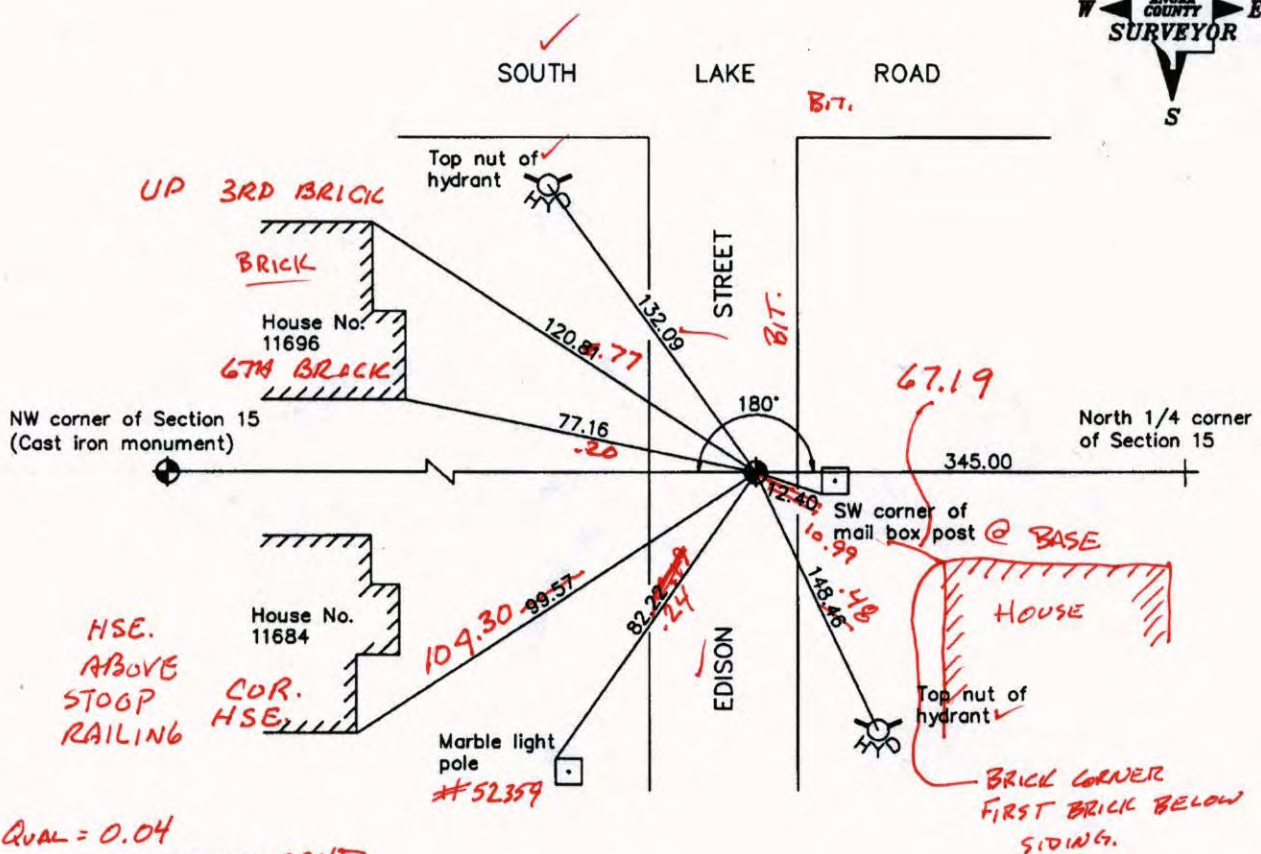 W E
COUNTY
SURVEYOR
S
SOUTH LAKE ROAD
BIT.
Top nut of
hydrant
HYD
UP 3RD BRICK
BRICK
House No.
11696
6TH BRACK
STREET
BIT.
132.09
120.81 .77
77.16
.20
180°
67.19
NW corner of Section 15
(Cast iron monument)
North 1/4 corner
of Section 15
345.00
12.40
SW corner of
mail box post @ BASE
10.99
House No.
11684
HSE.
ABOVE
STOOP
RAILING
COR.
HSE.
104.30 99.57
82.22
.24
148.46 .48
EDISON
HOUSE
Top nut of
hydrant
HYD
Marble light
pole
#52359
BRICK CORNER
FIRST BRICK BELOW
SIDING.
QUAL = 0.04